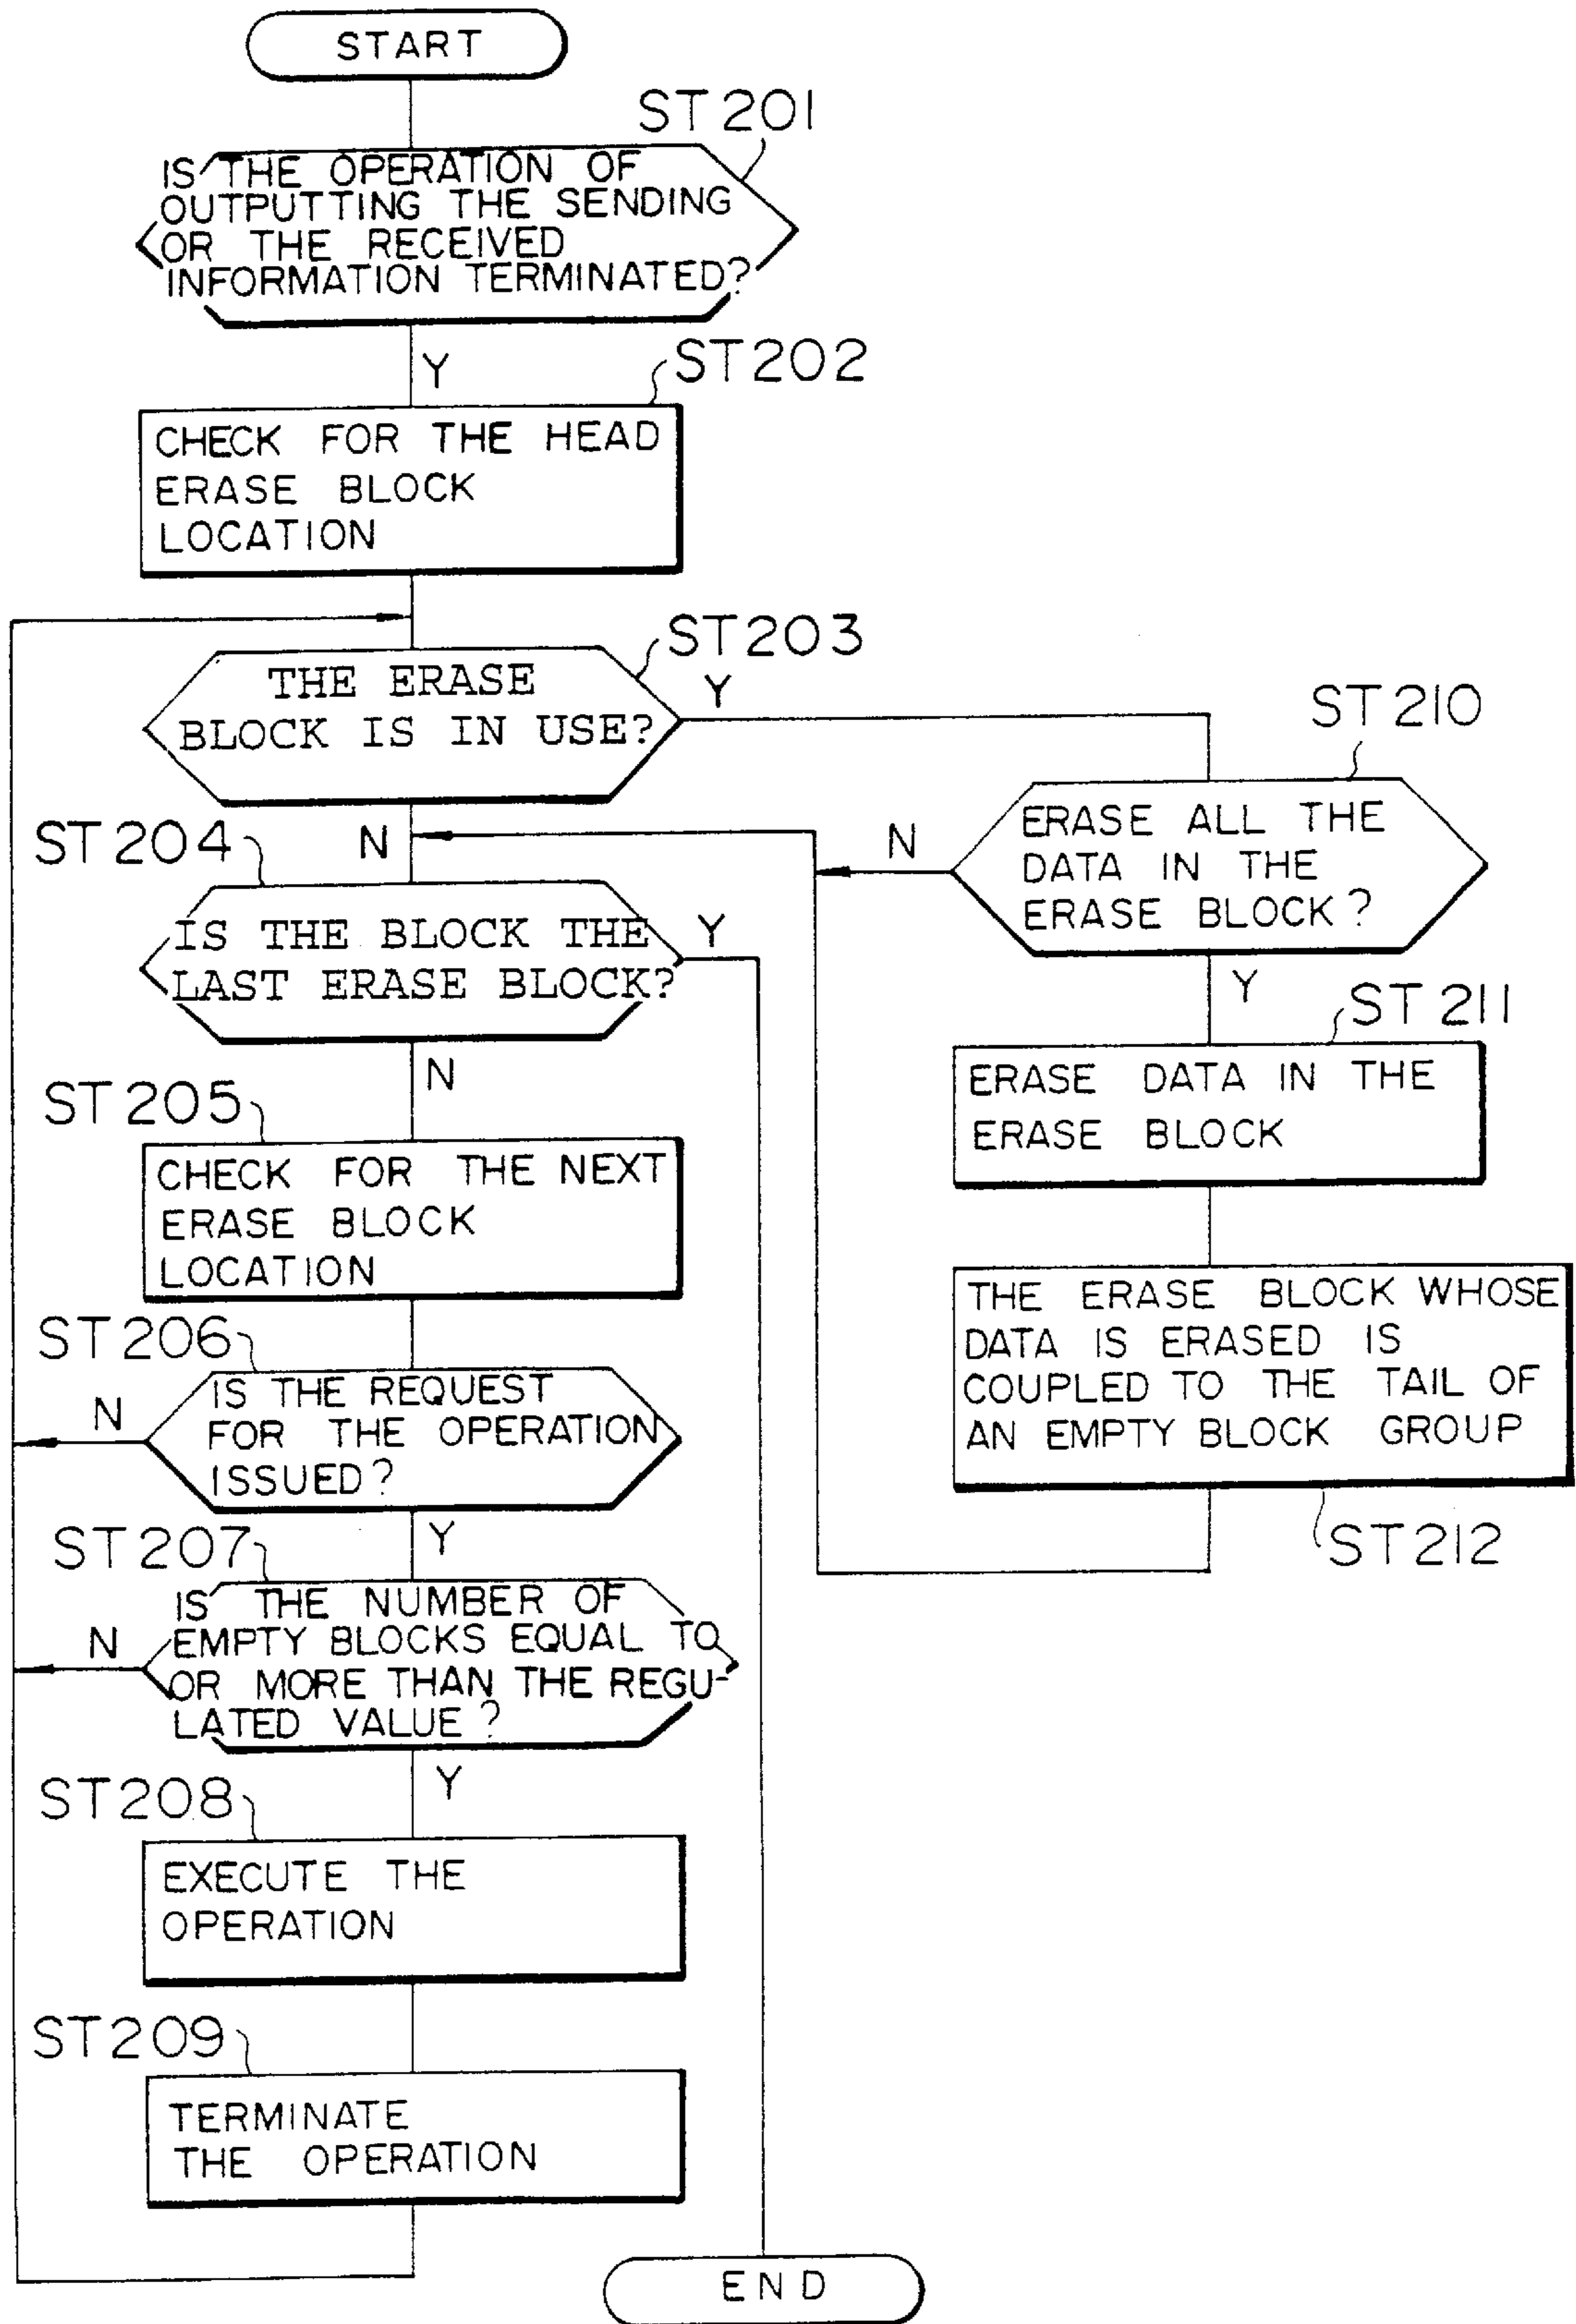 START
ST201
IS THE OPERATION OF
OUTPUTTING THE SENDING
OR THE RECEIVED
INFORMATION TERMINATED?
Y
ST202
CHECK FOR THE HEAD
ERASE BLOCK
LOCATION
ST203
THE ERASE
BLOCK IS IN USE?
Y
N
ST204
IS THE BLOCK THE
LAST ERASE BLOCK?
Y
N
ST205
CHECK FOR THE NEXT
ERASE BLOCK
LOCATION
ST206
IS THE REQUEST
FOR THE OPERATION
ISSUED?
N
Y
ST207
IS THE NUMBER OF
EMPTY BLOCKS EQUAL TO
OR MORE THAN THE REGU-
LATED VALUE?
N
Y
ST208
EXECUTE THE
OPERATION
ST209
TERMINATE
THE OPERATION
END
ST210
ERASE ALL THE
DATA IN THE
ERASE BLOCK?
N
Y
ST211
ERASE DATA IN THE
ERASE BLOCK
THE ERASE BLOCK WHOSE
DATA IS ERASED IS
COUPLED TO THE TAIL OF
AN EMPTY BLOCK GROUP
ST212